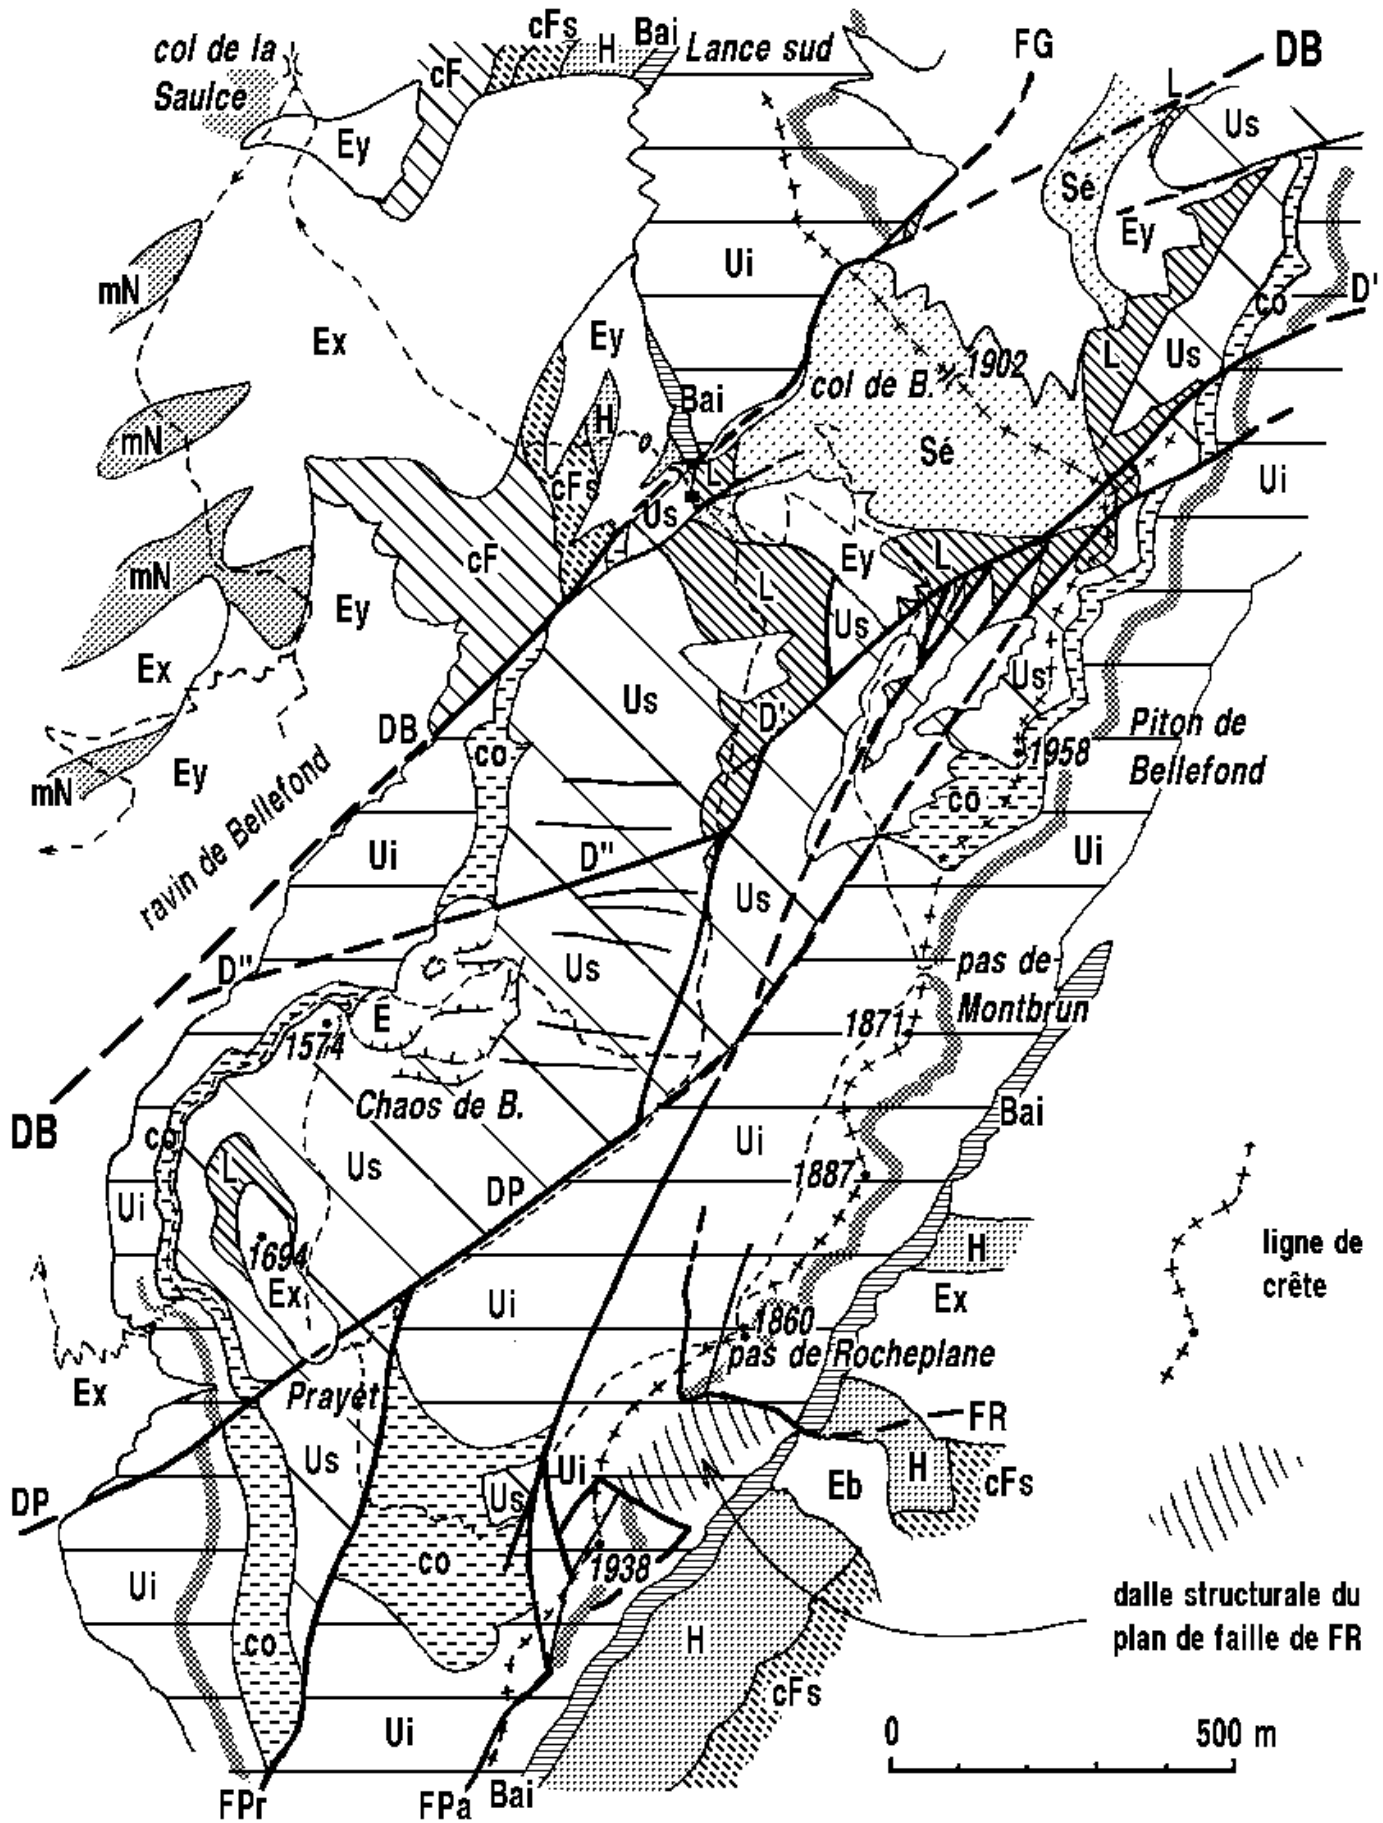 col de la
Saulce
cFs
H
Bai
Lance sud
FG
DB
cF
L
Ey
Us
Sé
Ey
mN
Ui
co
D'
Ex
Ey
1902
L
Us
col de B.
H
Bai
mN
L
Sé
cFs
Us
Ui
cF
L
Ey
L
mN
Ey
Us
Ex
Us
Us
D'
DB
co
Piton de
Bellefond
1958
Ey
mN
co
ravin de Bellefond
Ui
D"
Ui
Us
D"
Us
pas de
Montbrun
E
1871
1574
Chaos de B.
Bai
DB
co
Ui
L
Us
DP
1887
Ui
1694
H
ligne de
crête
Ex
Ui
Ex
1860
pas de Rocheplane
Ex
Prayet
FR
Us
Ui
H
cFs
Eb
DP
Us
co
1938
Ui
dalle structurale du
plan de faille de FR
co
H
cFs
Ui
0 500 m
FPr
FPa
Bai